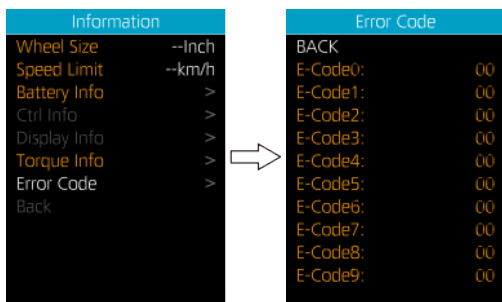 Information
Wheel Size --Inch
Speed Limit --km/h
Battery Info >
Ctrl Info >
Display Info >
Torque Info >
Error Code >
Back
Error Code
BACK
E-Code0: 00
E-Code1: 00
E-Code2: 00
E-Code3: 00
E-Code4: 00
E-Code5: 00
E-Code6: 00
E-Code7: 00
E-Code8: 00
E-Code9: 00